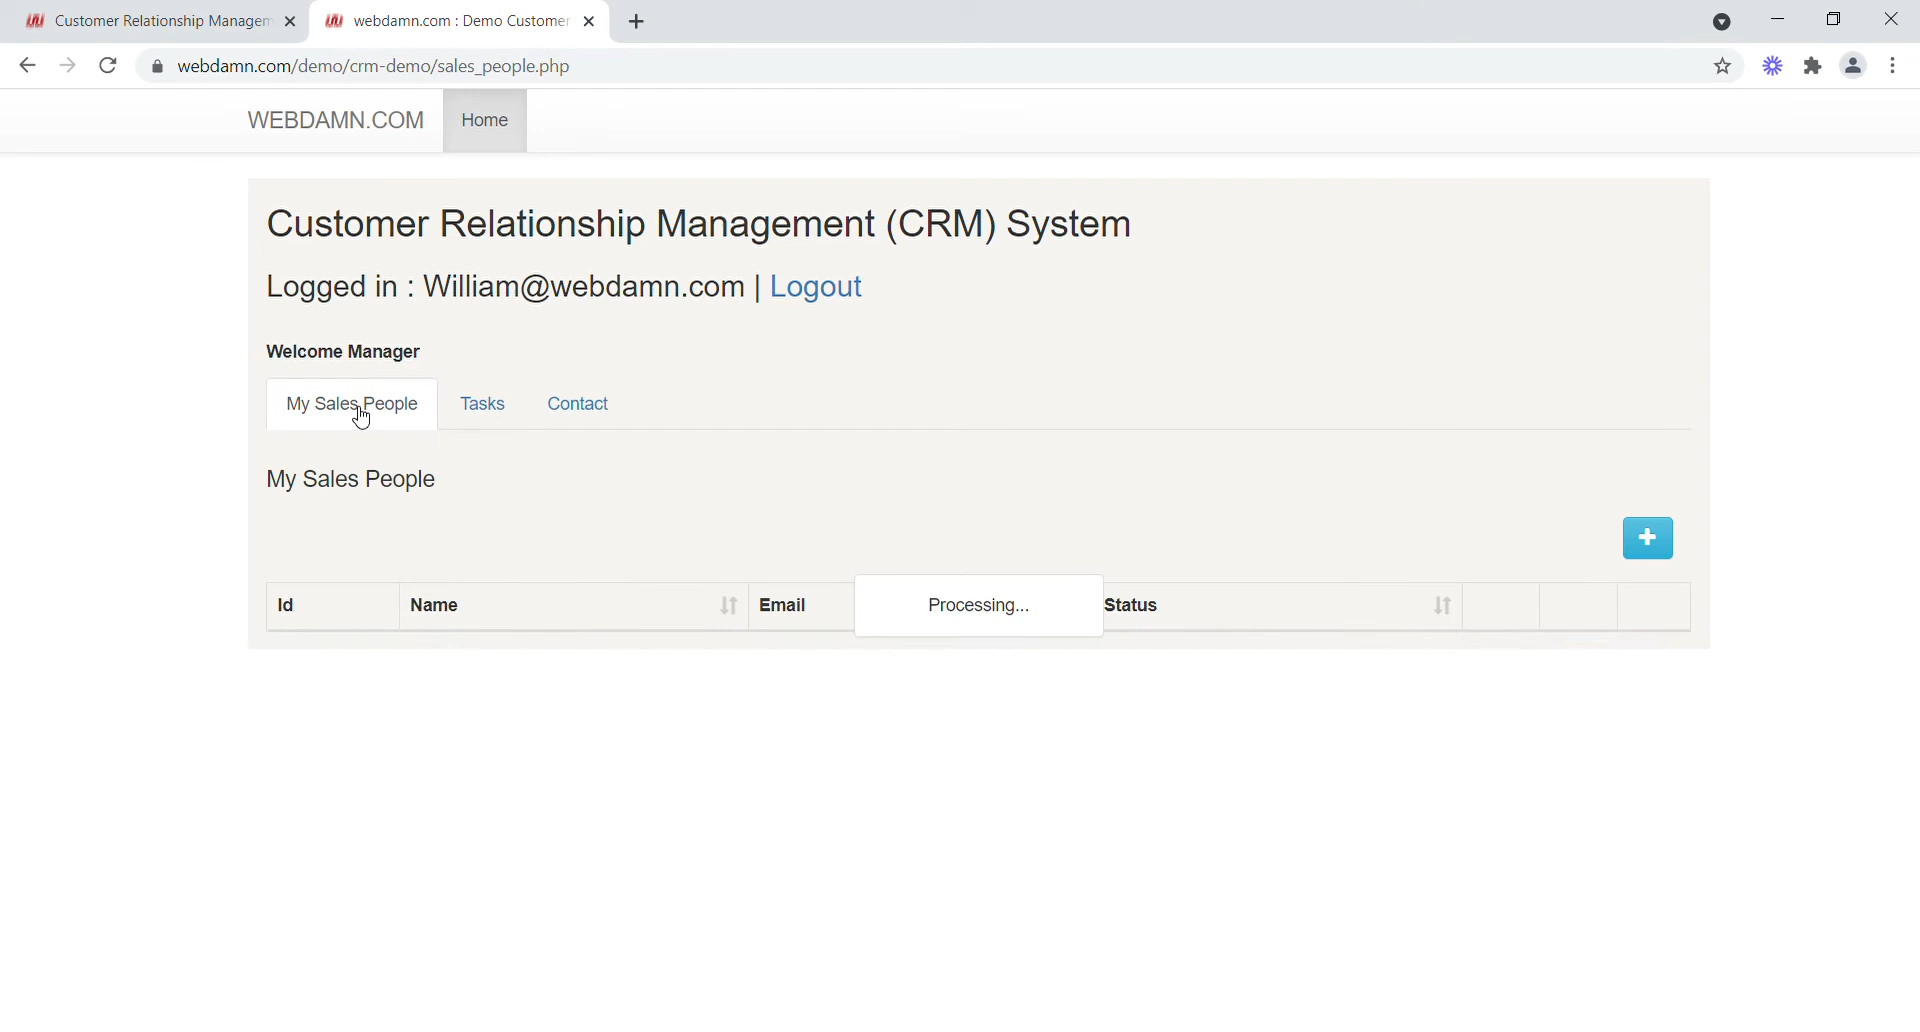 Customer Relationship Managem
webdamn.com : Demo Customer
webdamn.com/demo/crm-demo/sales_people.php
WEBDAMN.COM
Home
Customer Relationship Management (CRM) System
Logged in : William@webdamn.com | Logout
Welcome Manager
My Sales People
Tasks
Contact
My Sales People
Id
Name
Email
Processing...
Status